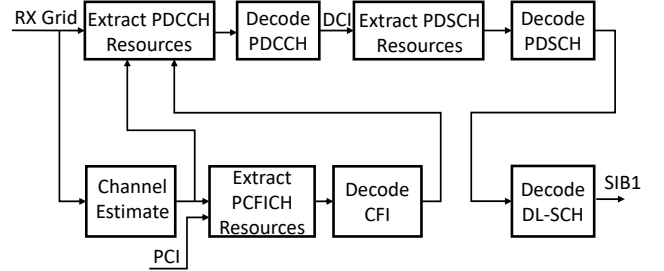 RX Grid
Extract PDCCH
Resources
Decode
PDCCH
DCI
Extract PDSCH
Resources
Decode
PDSCH
Channel
Estimate
Extract
PCFICH
Resources
Decode
CFI
Decode
DL-SCH
SIB1
PCI